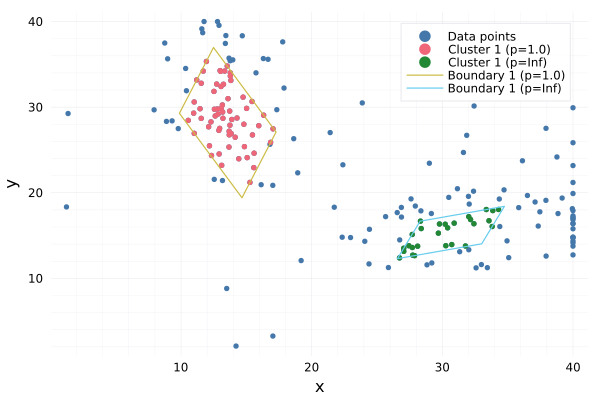 40
30
20
10
10
20
30
40
x
y
Data points
Cluster 1 (p=1.0)
Cluster 1 (p=Inf)
Boundary 1 (p=1.0)
Boundary 1 (p=Inf)